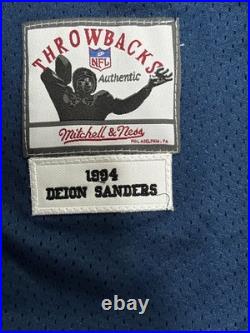 THROWBACKS
NFL
Authentic
Mitchell & Ness
PHILADELPHIA, PA.
1994
DEION SANDERS